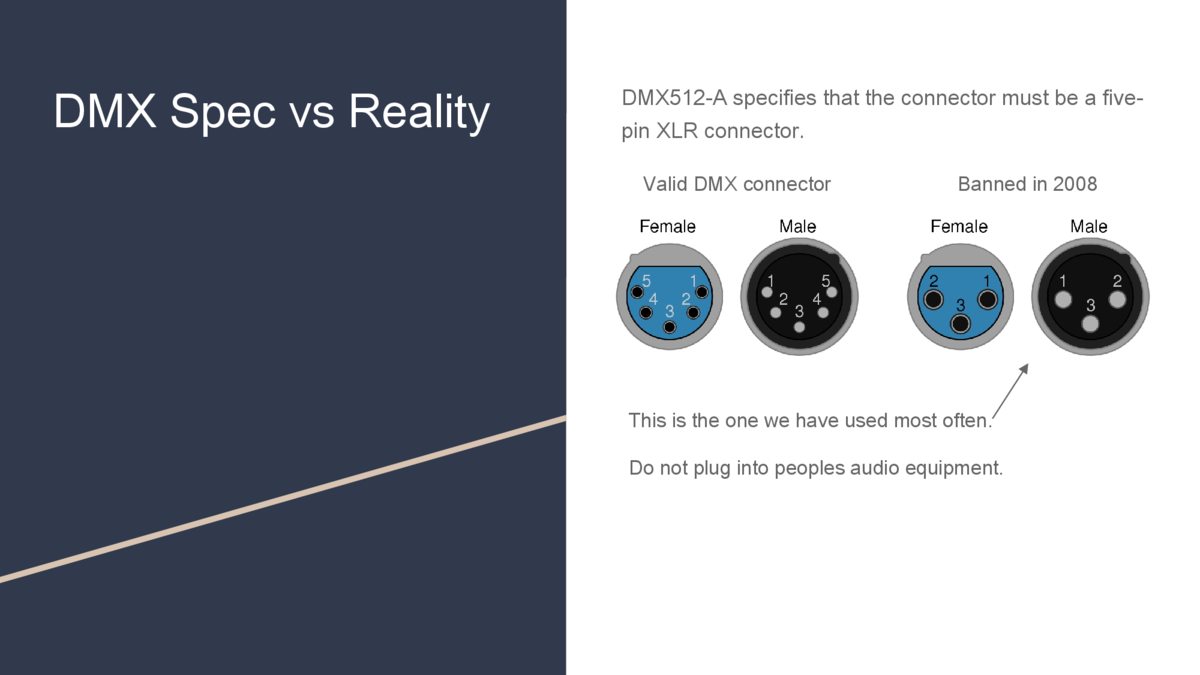 DMX Spec vs Reality
DMX512-A specifies that the connector must be a five-
pin XLR connector.
Valid DMX connector
Banned in 2008
Female
Male
Female
Male
5 1
4 2
3
1 5
2 4
3
2 1
3
1 2
3
This is the one we have used most often.
Do not plug into peoples audio equipment.